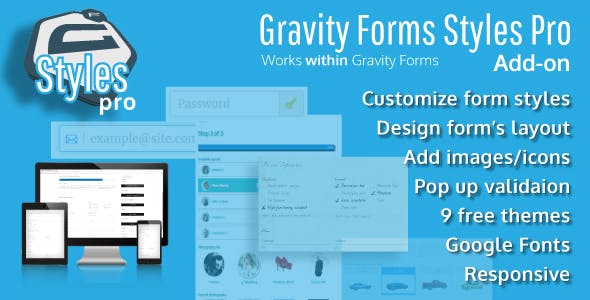 Styles
pro
Gravity Forms Styles Pro
Works within Gravity Forms
Add-on
Password
example@site.com
Step 3 of 5
Customize form styles
Design form's layout
Add images/icons
Pop up validaion
9 free themes
Google Fonts
Responsive